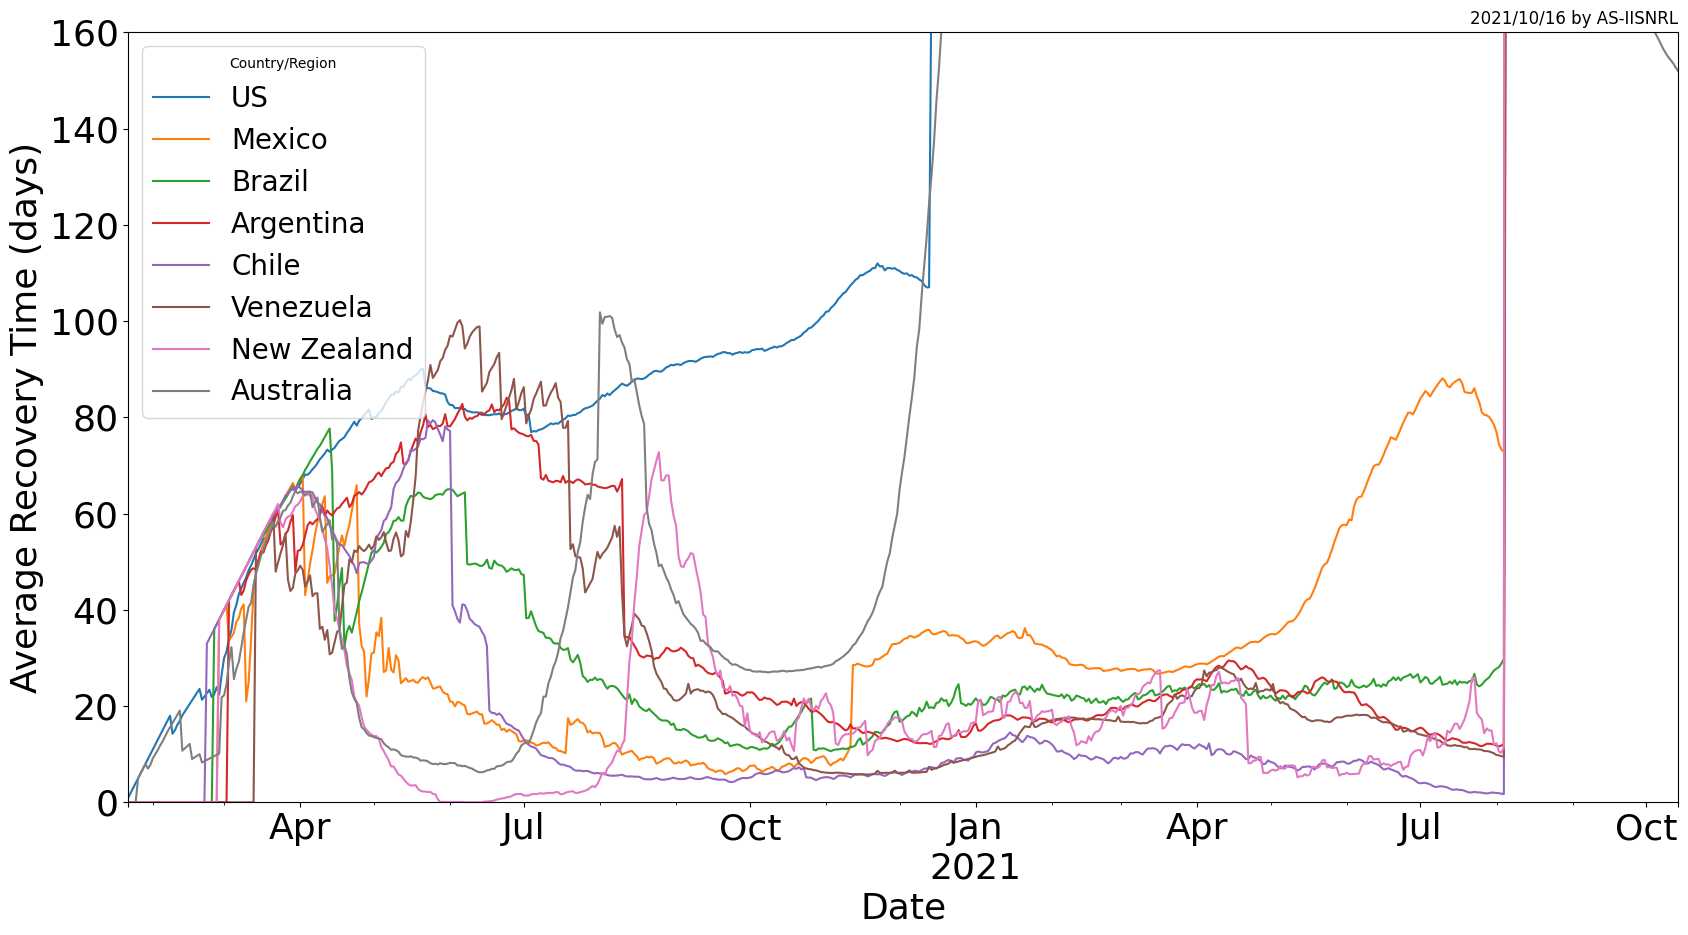 2021/10/16 by AS-IISNRL
Average Recovery Time (days)
160
140
120
100
80
60
40
20
0
Country/Region
US
Mexico
Brazil
Argentina
Chile
Venezuela
New Zealand
Australia
Apr Jul Oct Jan Apr Jul Oct
2021
Date